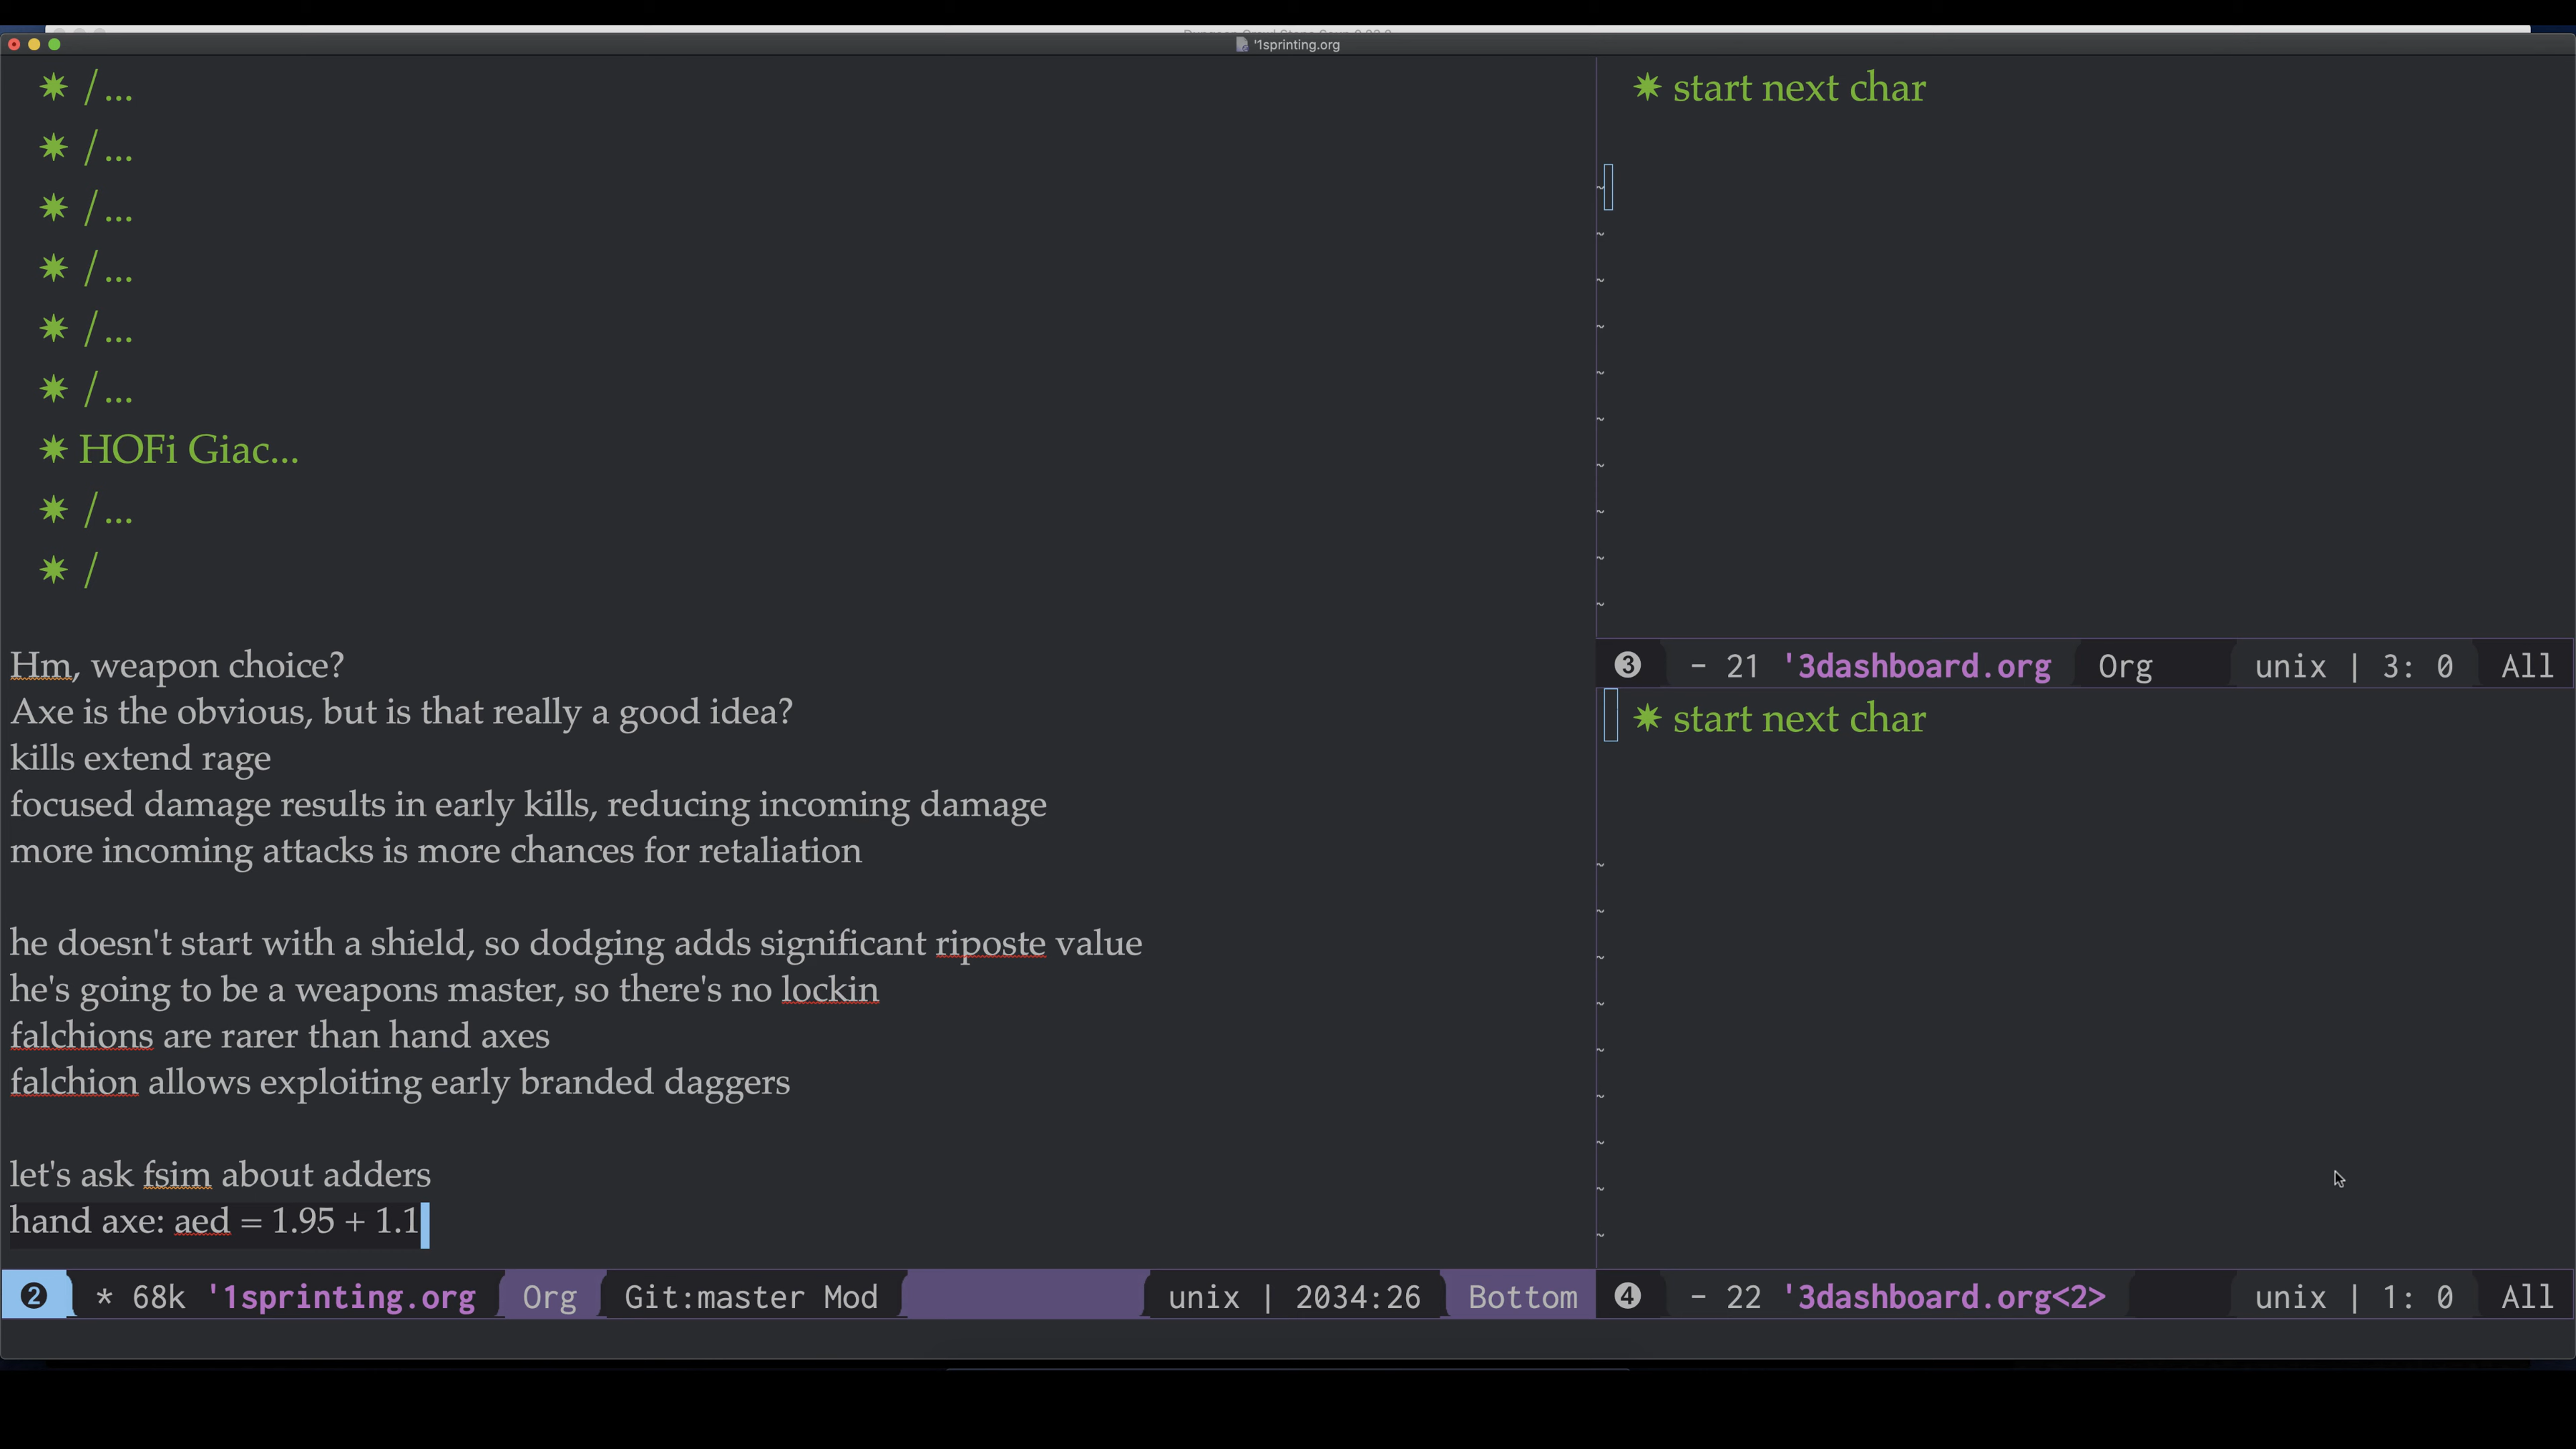 '1sprinting.org
✷ /...
✷ /...
✷ /...
✷ /...
✷ /...
✷ /...
✷ HOFi Giac...
✷ /...
✷ /
Hm, weapon choice?
Axe is the obvious, but is that really a good idea?
kills extend rage
focused damage results in early kills, reducing incoming damage
more incoming attacks is more chances for retaliation
he doesn't start with a shield, so dodging adds significant riposte value
he's going to be a weapons master, so there's no lockin
falchions are rarer than hand axes
falchion allows exploiting early branded daggers
let's ask fsim about adders
hand axe: aed = 1.95 + 1.1
2 * 68k '1sprinting.org Org Git:master Mod unix | 2034:26 Bottom
✷ start next char
~
~
~
~
~
~
~
~
~
~
3 - 21 '3dashboard.org Org unix | 3: 0 All
✷ start next char
~
~
~
~
~
~
~
~
~
4 - 22 '3dashboard.org<2> unix | 1: 0 All